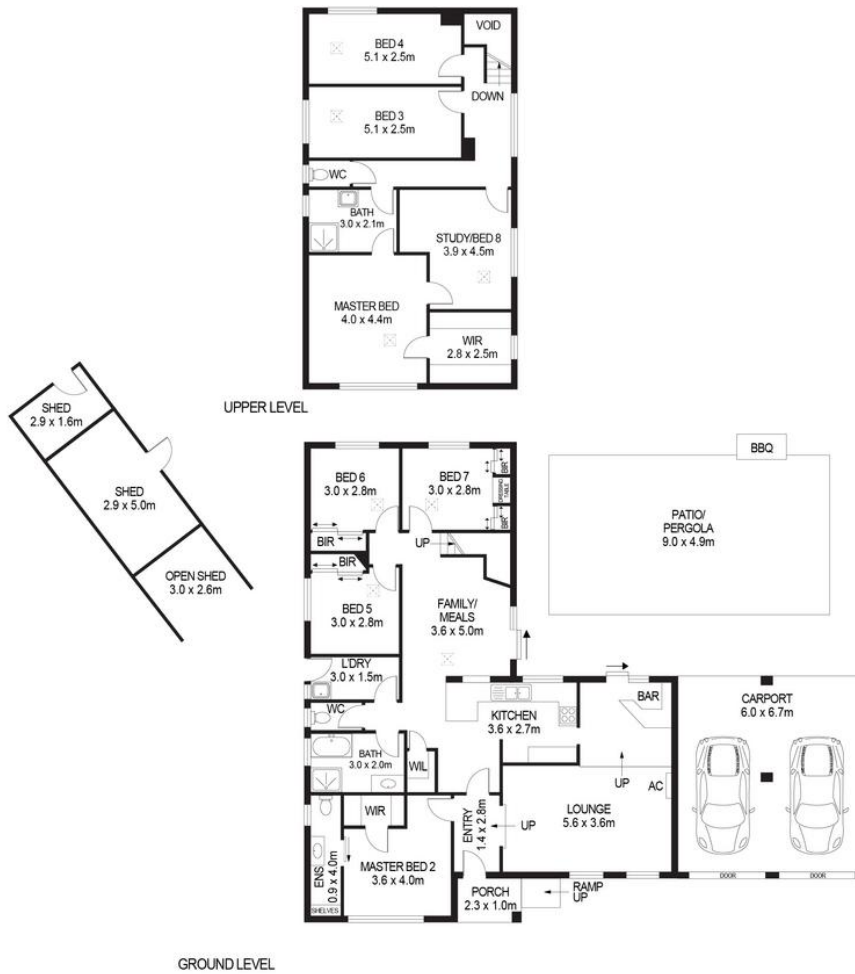 BED 4
5.1 x 2.5m
VOID
DOWN
BED 3
5.1 x 2.5m
WC
BATH
3.0 x 2.1m
STUDY/BED 8
3.9 x 4.5m
MASTER BED
4.0 x 4.4m
WIR
2.8 x 2.5m
UPPER LEVEL
SHED
2.9 x 1.6m
SHED
2.9 x 5.0m
OPEN SHED
3.0 x 2.6m
BED 6
3.0 x 2.8m
BIR
BED 7
3.0 x 2.8m
BIR
DRESSING
TABLE
BIR
UP
BIR
BED 5
3.0 x 2.8m
FAMILY/
MEALS
3.6 x 5.0m
BBQ
PATIO/
PERGOLA
9.0 x 4.9m
L'DRY
3.0 x 1.5m
WC
BATH
3.0 x 2.0m
WIL
KITCHEN
3.6 x 2.7m
BAR
UP
AC
LOUNGE
5.6 x 3.6m
CARPORT
6.0 x 6.7m
DOOR
DOOR
WIR
ENTRY
1.4 x 2.8m
UP
ENS
0.9 x 4.0m
SHELVES
MASTER BED 2
3.6 x 4.0m
PORCH
2.3 x 1.0m
RAMP
UP
GROUND LEVEL